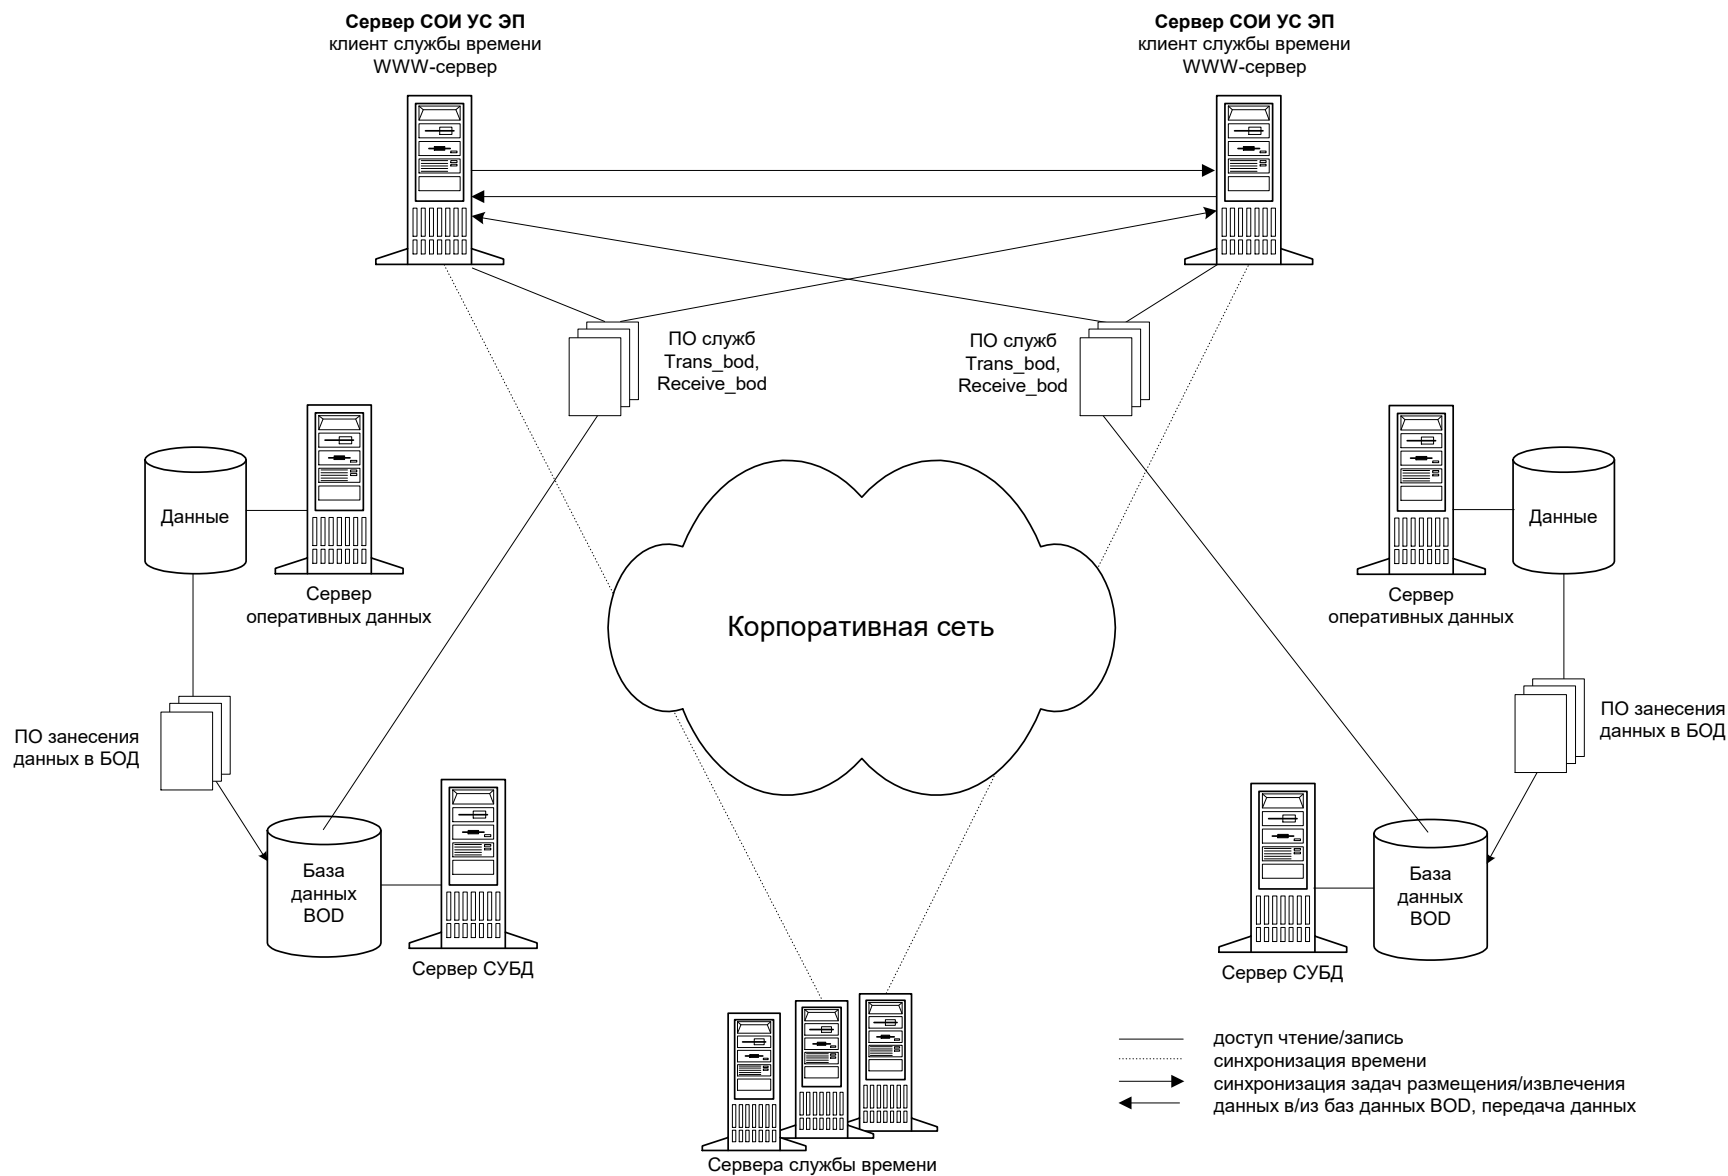 Сервер СОИ УС ЭП
клиент службы времени
WWW-сервер
Сервер СОИ УС ЭП
клиент службы времени
WWW-сервер
ПО служб
Trans_bod,
Receive_bod
ПО служб
Trans_bod,
Receive_bod
Данные
Сервер
оперативных данных
Корпоративная сеть
Данные
Сервер
оперативных данных
ПО занесения
данных в БОД
ПО занесения
данных в БОД
База
данных
BOD
Сервер СУБД
База
данных
BOD
Сервер СУБД
Сервера службы времени
доступ чтение/запись
синхронизация времени
синхронизация задач размещения/извлечения
данных в/из баз данных BOD, передача данных